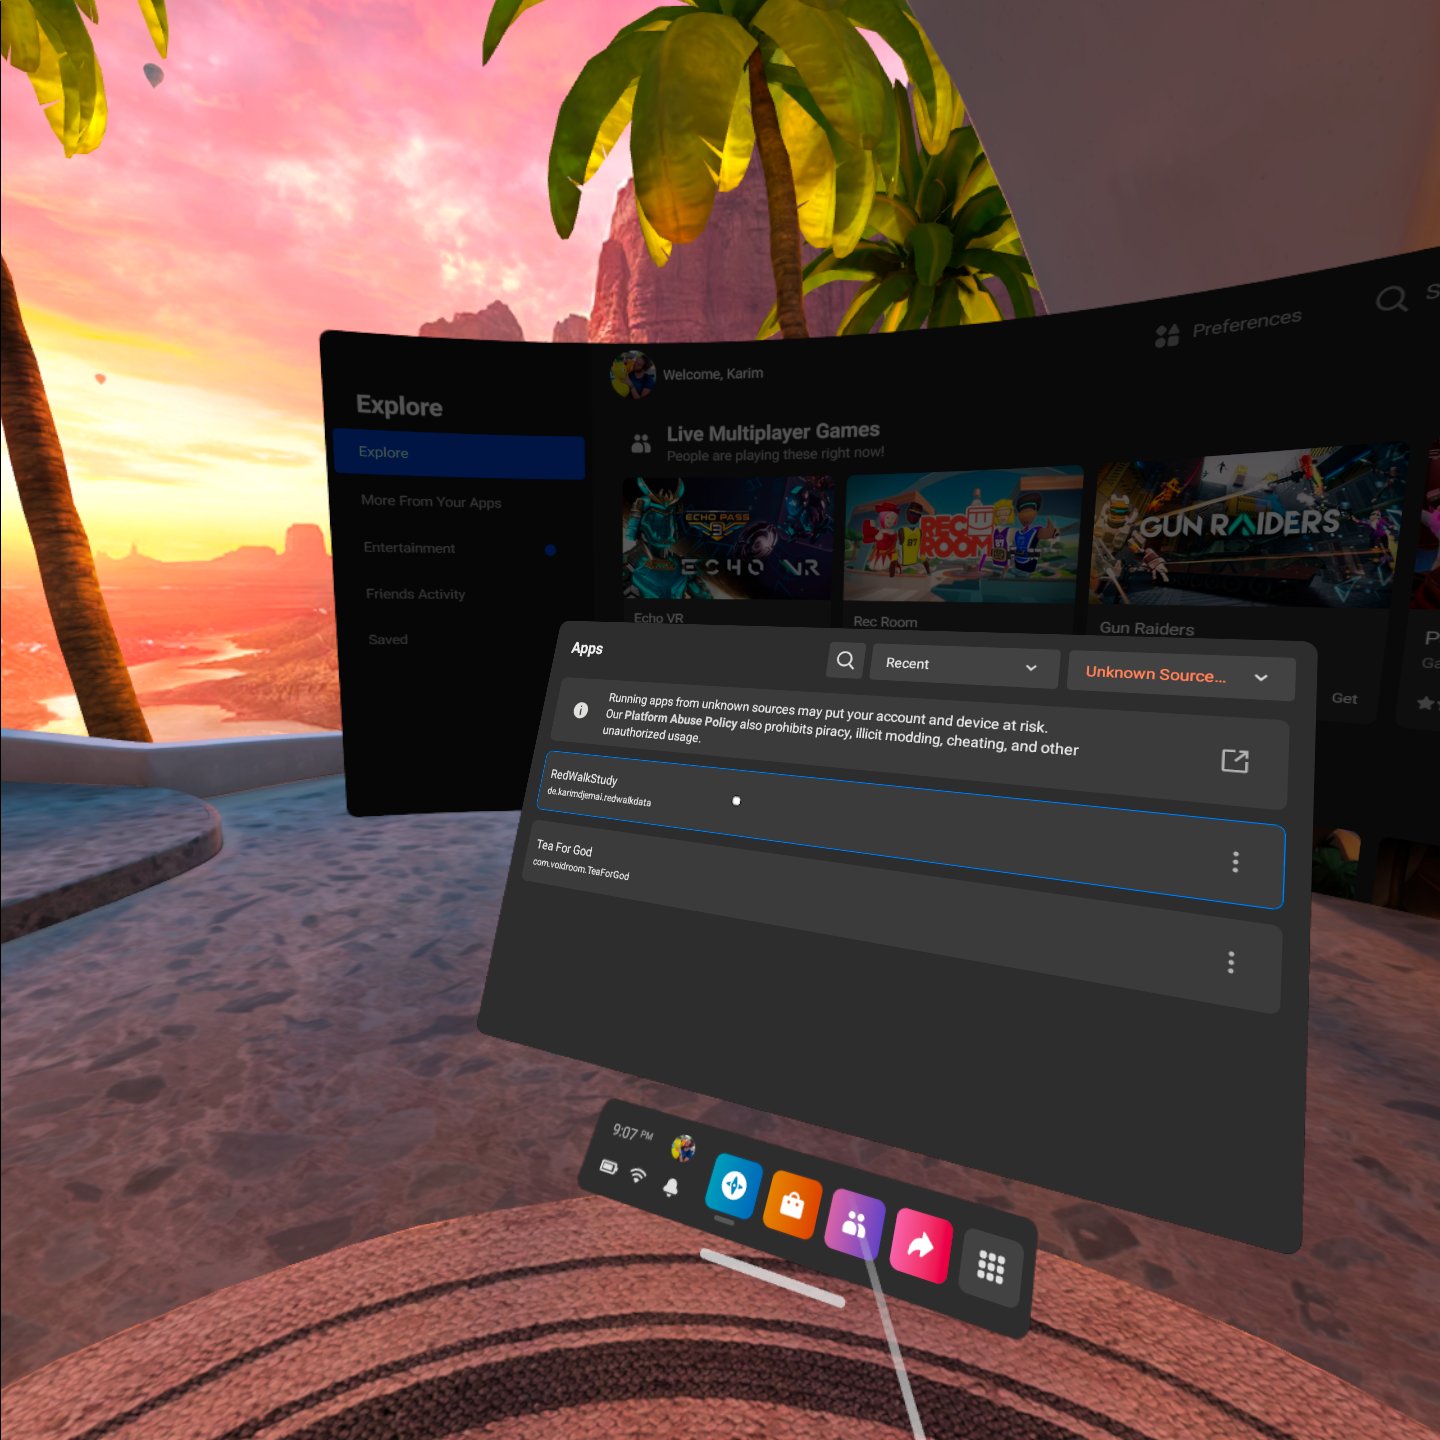 Preferences
S
Welcome, Karim
Explore
Explore
More From Your Apps
Entertainment
Friends Activity
Saved
Live Multiplayer Games
People are playing these right now!
ECHO PASS
ECHO VR
REC ROOM
87
87
GUN RAIDERS
Echo VR
Rec Room
Gun Raiders
P
Ga
Get
Apps
Recent
Unknown Source...
Running apps from unknown sources may put your account and device at risk.
Our Platform Abuse Policy also prohibits piracy, illicit modding, cheating, and other
unauthorized usage.
RedWalkStudy
de.karimdjemai.redwalkdata
Tea For God
com.voidroom.TeaForGod
9:07 PM